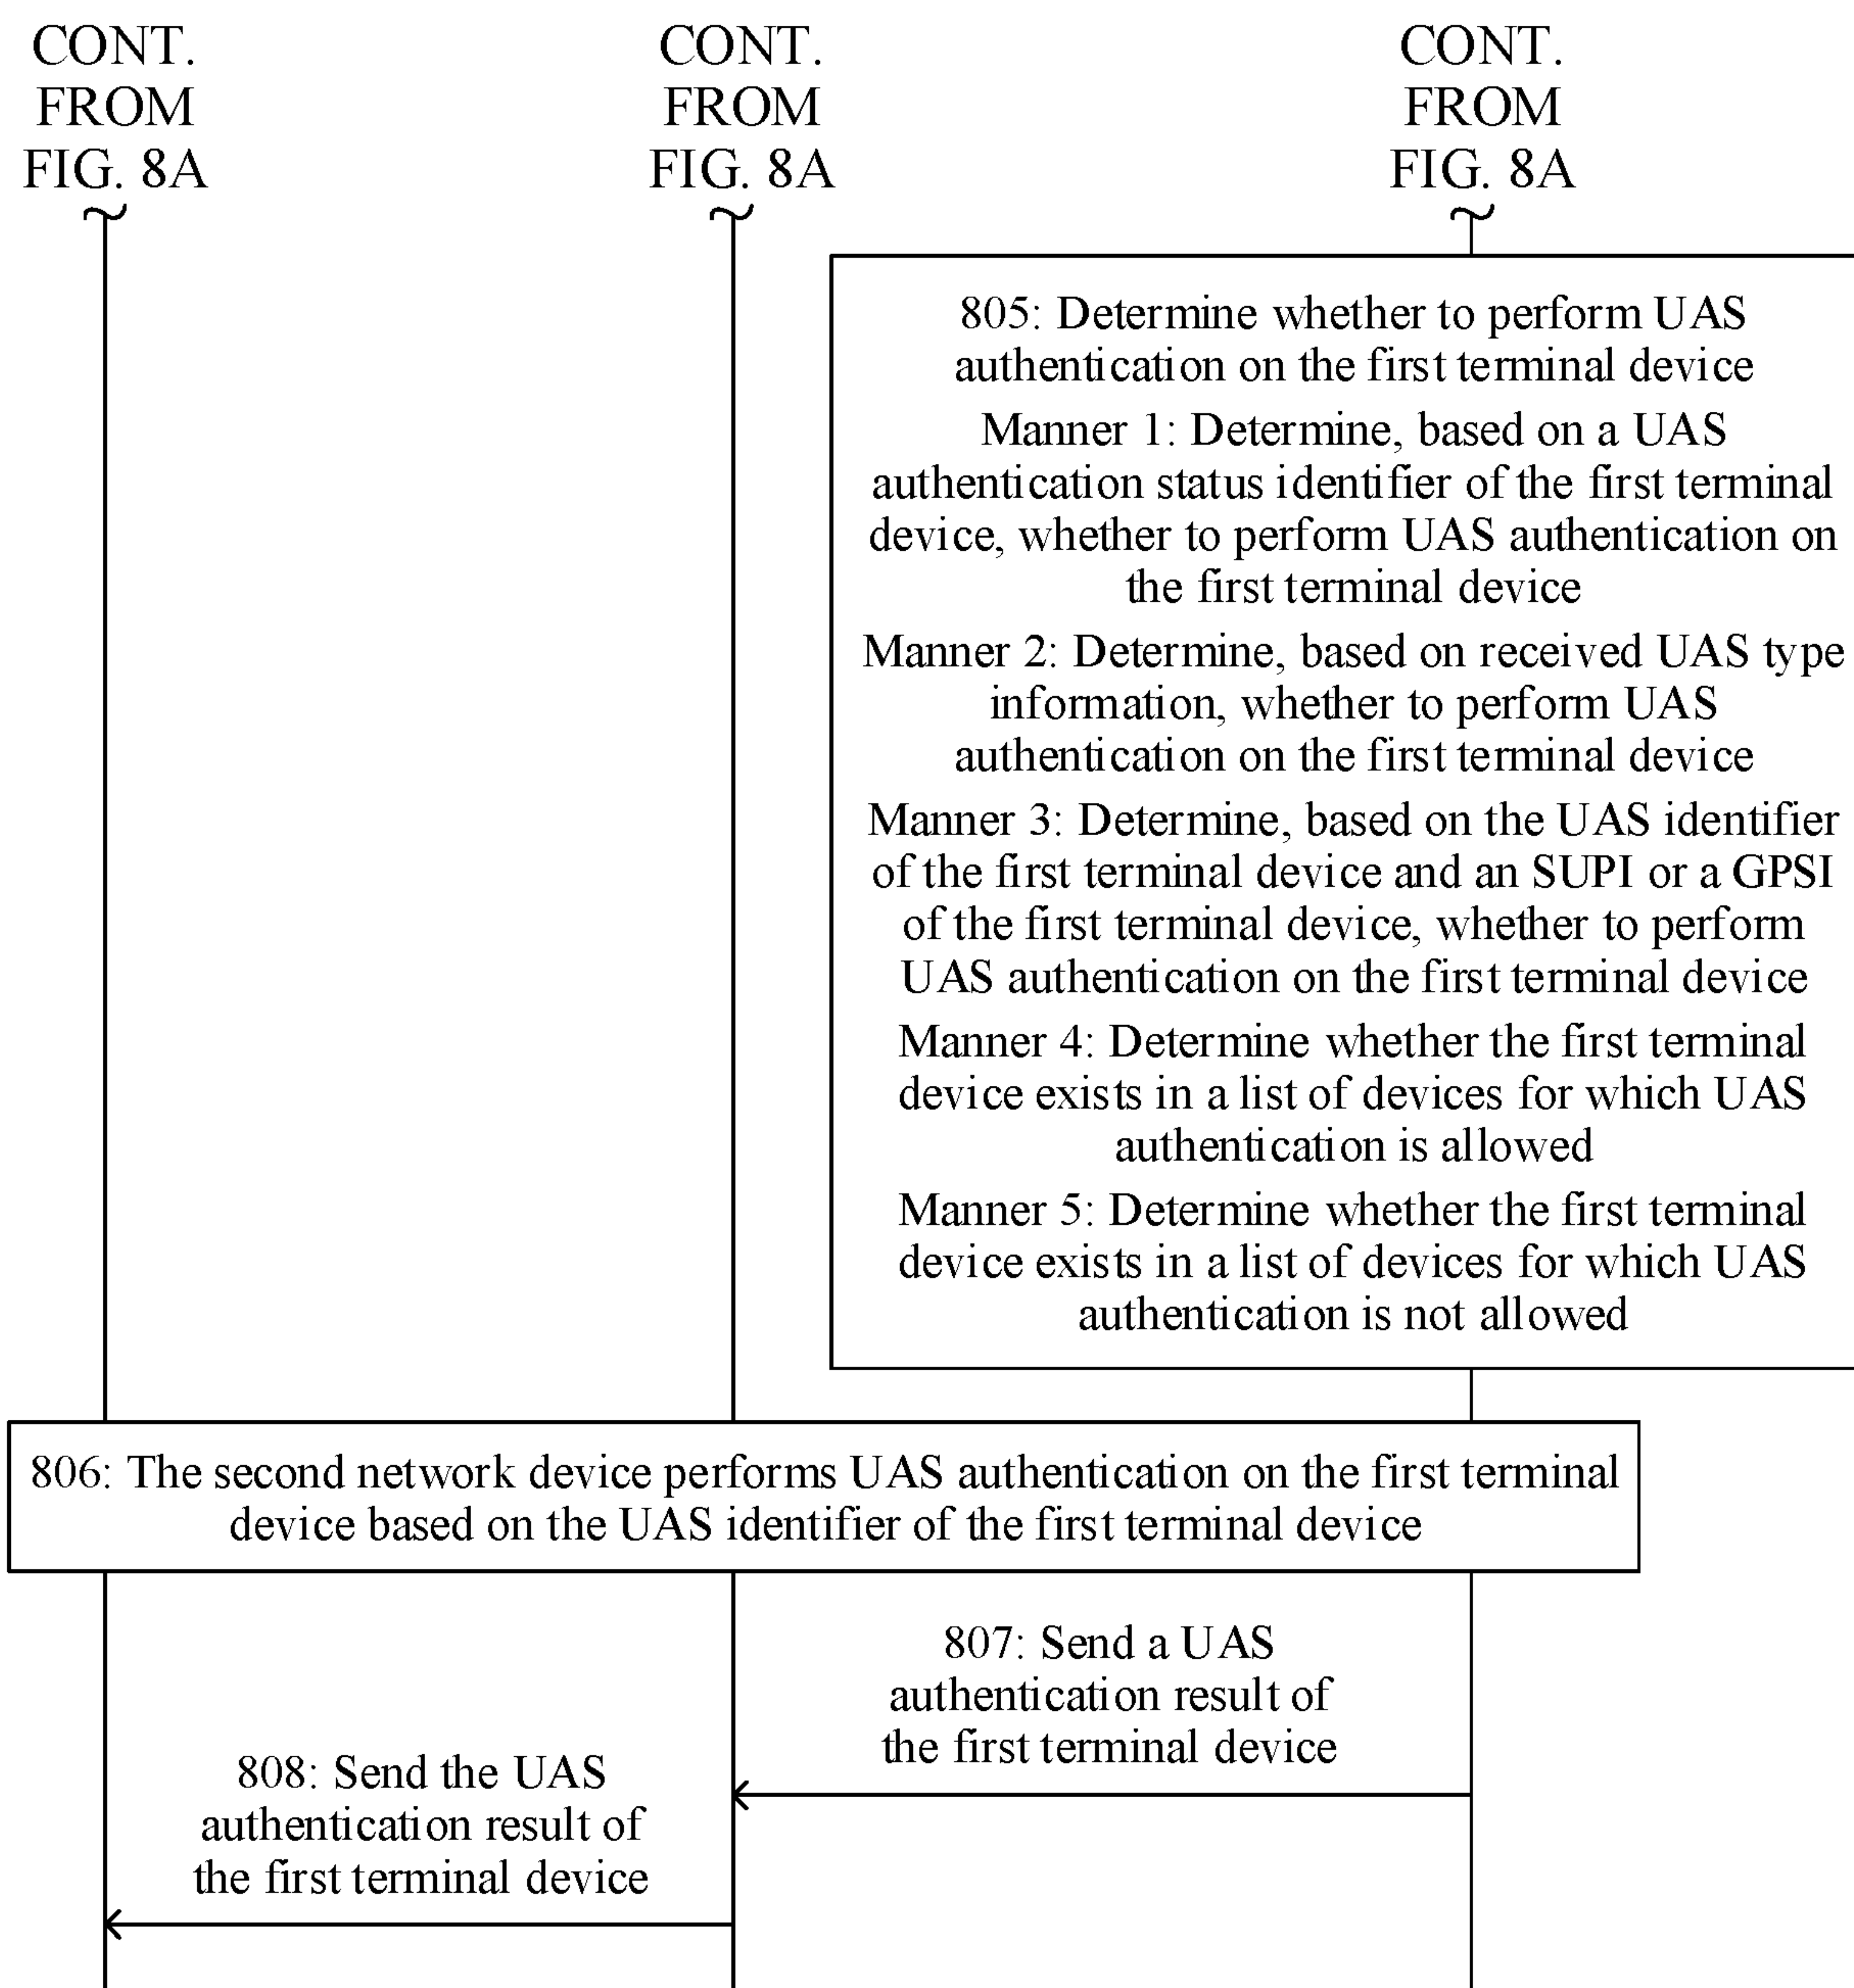 CONT.
FROM
FIG. 8A
CONT.
FROM
FIG. 8A
CONT.
FROM
FIG. 8A
805: Determine whether to perform UAS
authentication on the first terminal device
Manner 1: Determine, based on a UAS
authentication status identifier of the first terminal
device, whether to perform UAS authentication on
the first terminal device
Manner 2: Determine, based on received UAS type
information, whether to perform UAS
authentication on the first terminal device
Manner 3: Determine, based on the UAS identifier
of the first terminal device and an SUPI or a GPSI
of the first terminal device, whether to perform
UAS authentication on the first terminal device
Manner 4: Determine whether the first terminal
device exists in a list of devices for which UAS
authentication is allowed
Manner 5: Determine whether the first terminal
device exists in a list of devices for which UAS
authentication is not allowed
806: The second network device performs UAS authentication on the first terminal
device based on the UAS identifier of the first terminal device
807: Send a UAS
authentication result of
the first terminal device
808: Send the UAS
authentication result of
the first terminal device